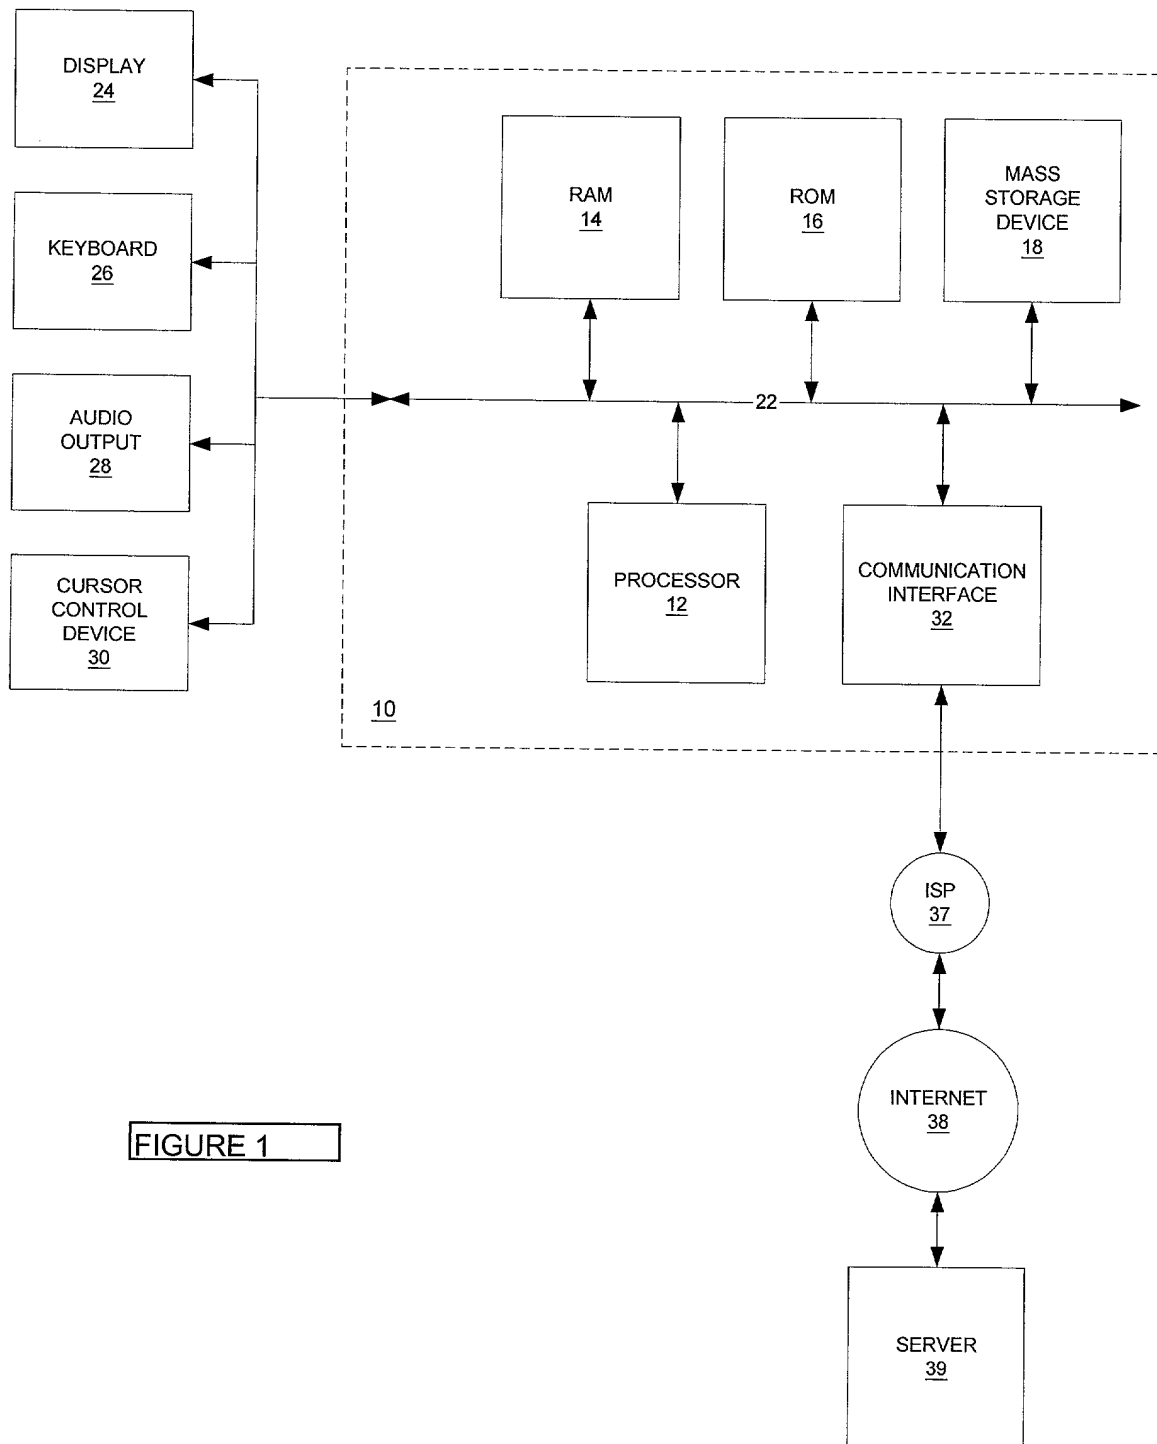 DISPLAY
24
KEYBOARD
26
AUDIO
OUTPUT
28
CURSOR
CONTROL
DEVICE
30
RAM
14
ROM
16
MASS
STORAGE
DEVICE
18
22
PROCESSOR
12
COMMUNICATION
INTERFACE
32
10
ISP
37
INTERNET
38
SERVER
39
FIGURE 1